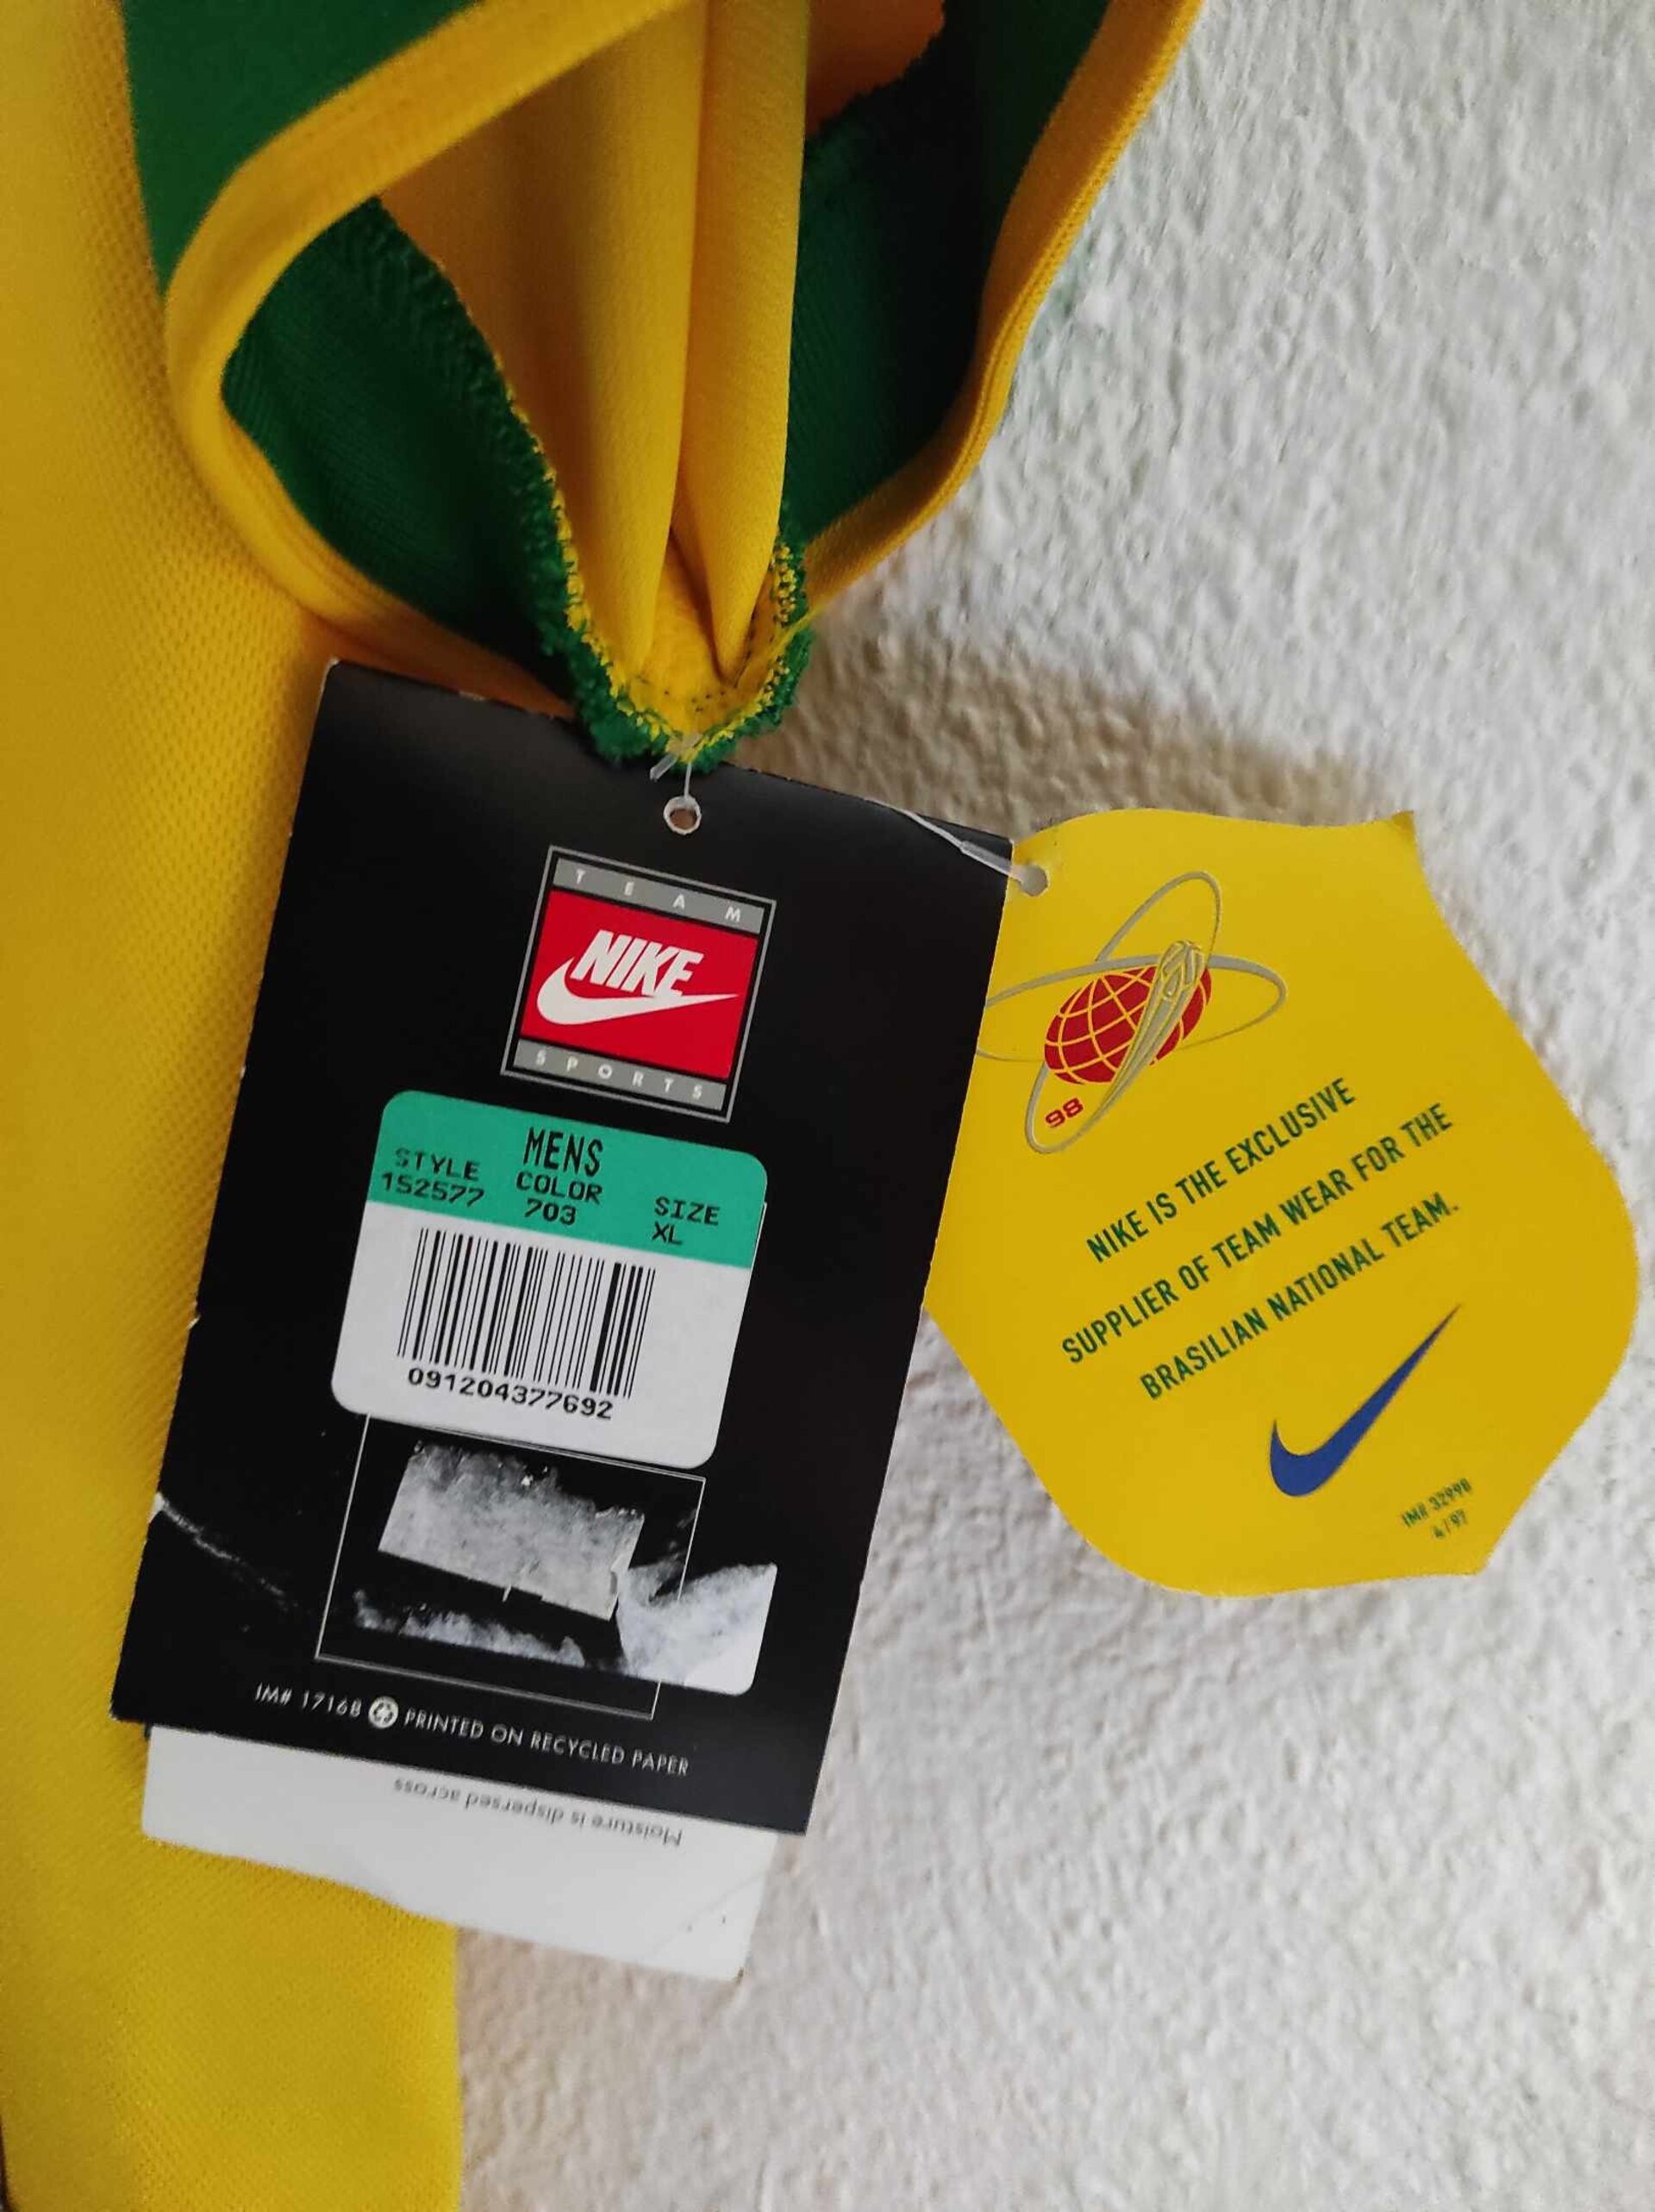 TEAM
NIKE
SPORTS
MENS
STYLE COLOR SIZE
152577 703 XL
091204377692
IM# 17168 PRINTED ON RECYCLED PAPER
Moisture is dispersed across
98
NIKE IS THE EXCLUSIVE
SUPPLIER OF TEAM WEAR FOR THE
BRASILIAN NATIONAL TEAM.
IM# 32998
4/97